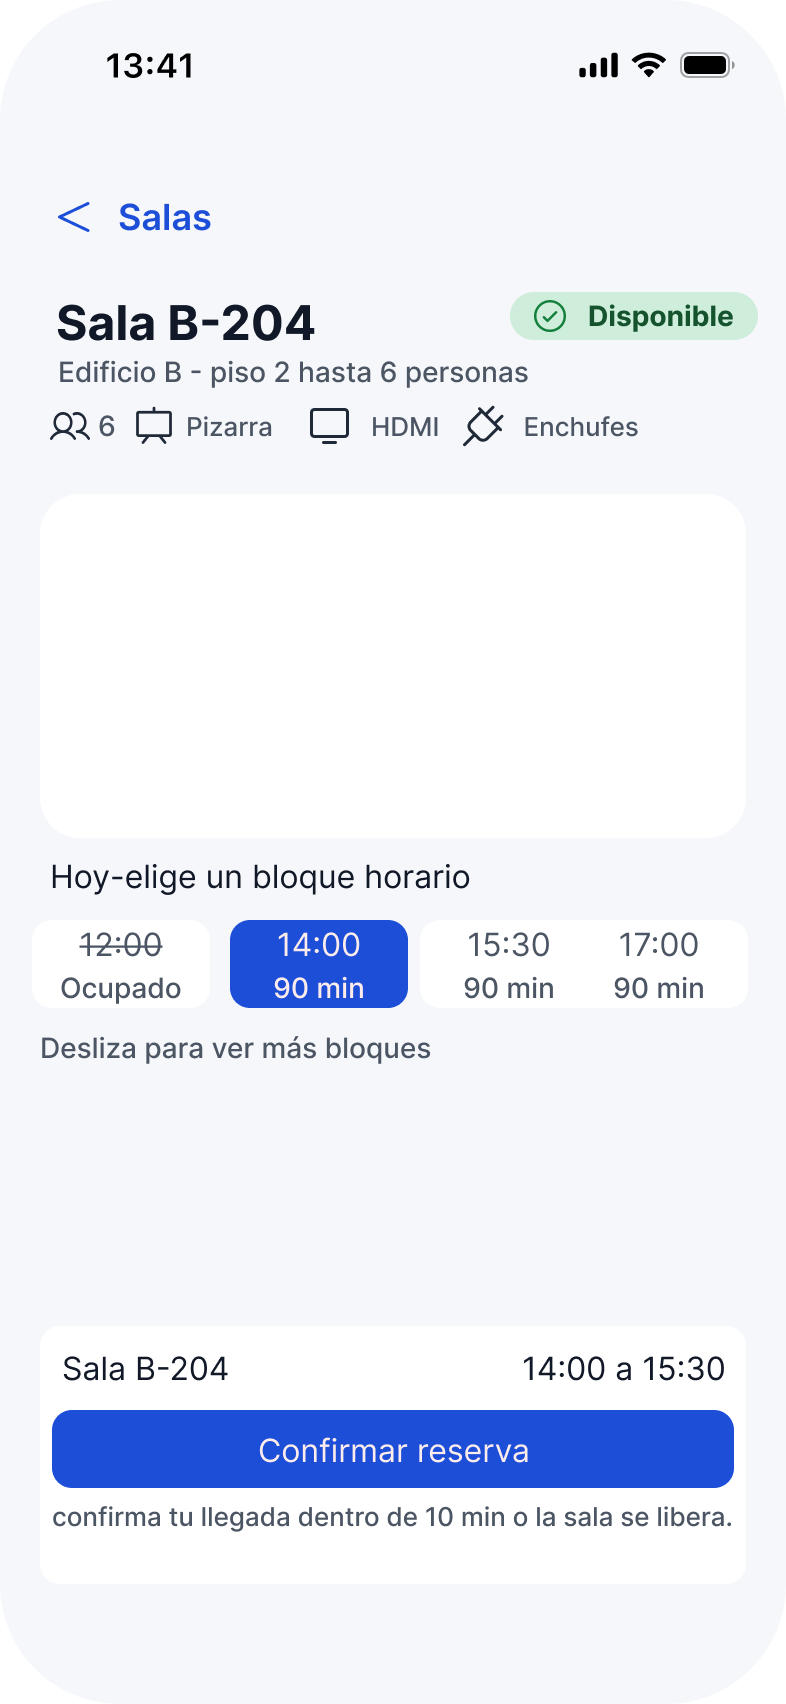 13:41
< Salas
Sala B-204
Disponible
Edificio B - piso 2 hasta 6 personas
6 Pizarra HDMI Enchufes
Hoy-elige un bloque horario
12:00 14:00 15:30 17:00
Ocupado 90 min 90 min 90 min
Desliza para ver más bloques
Sala B-204 14:00 a 15:30
Confirmar reserva
confirma tu llegada dentro de 10 min o la sala se libera.